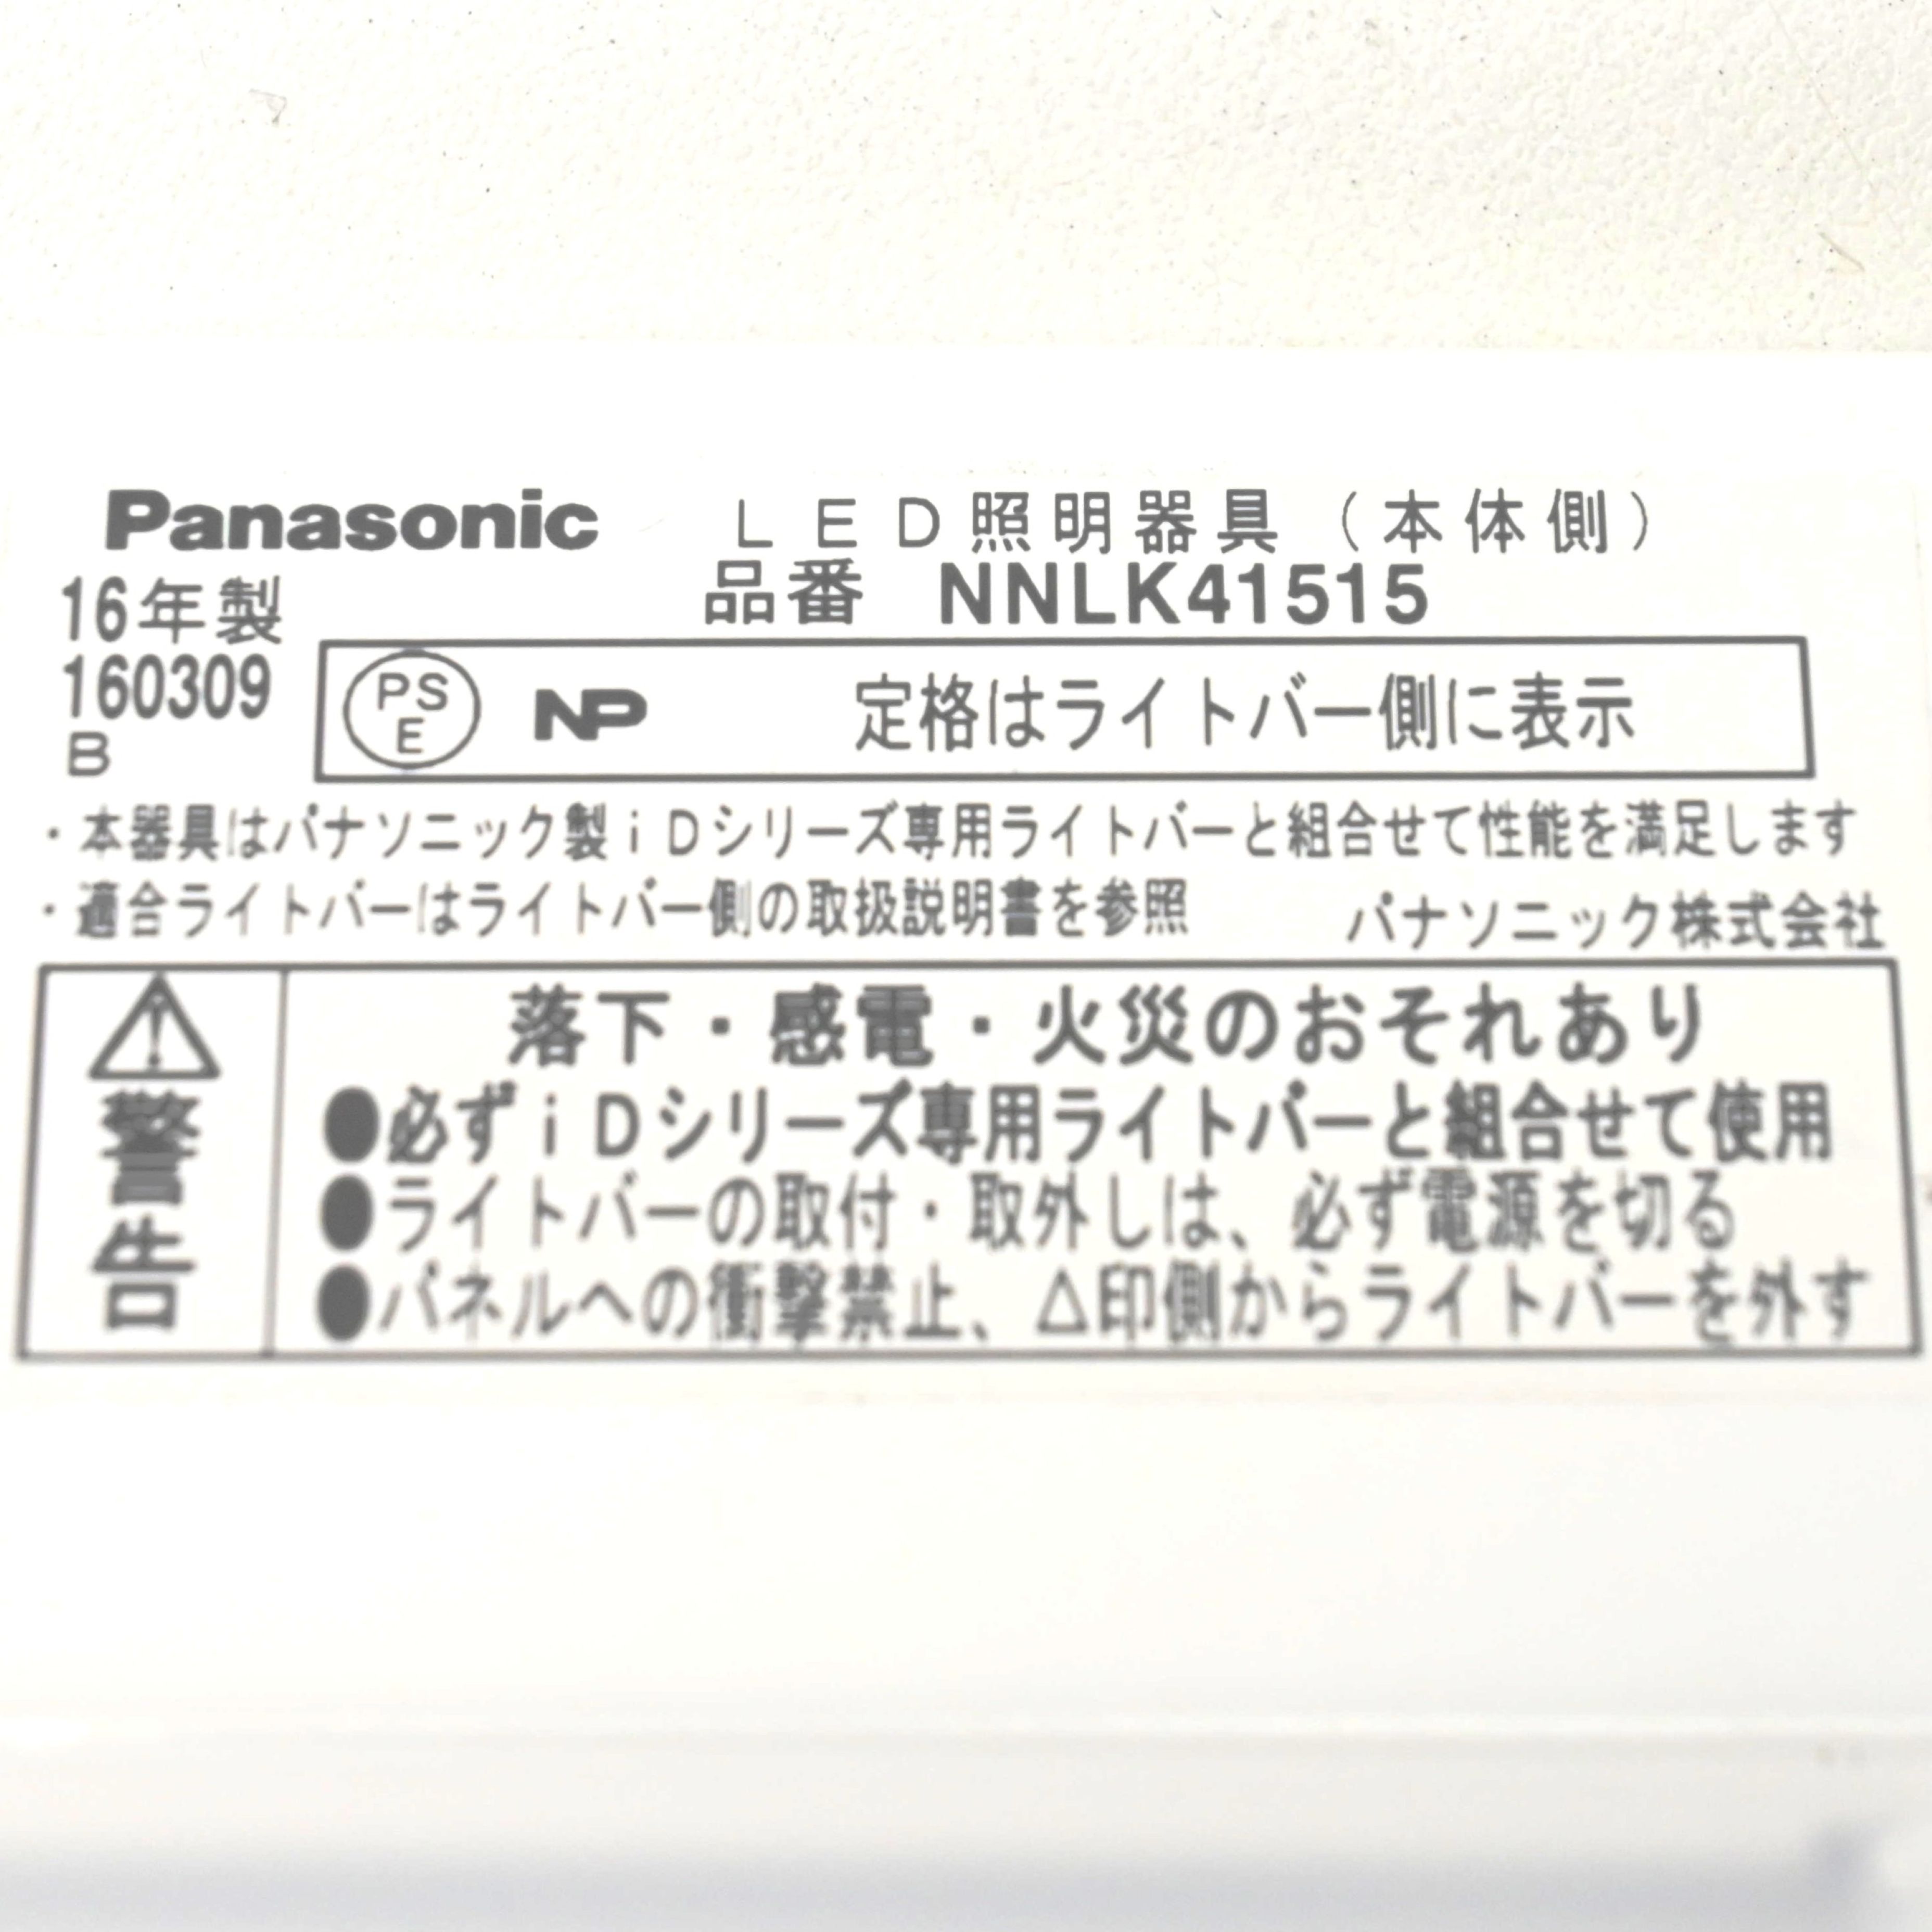 Panasonic LED照明器具(本体側)
16年製 品番 NNLK41515
160309
B
PSE NP 定格はライトバー側に表示
・本器具はパナソニック製iDシリーズ専用ライトバーと組合せて性能を満足します
・適合ライトバーはライトバー側の取扱説明書を参照 パナソニック株式会社
警告
落下・感電・火災のおそれあり
●必ずiDシリーズ専用ライトバーと組合せて使用
●ライトバーの取付・取外しは、必ず電源を切る
●パネルへの衝撃禁止、△印側からライトバーを外す